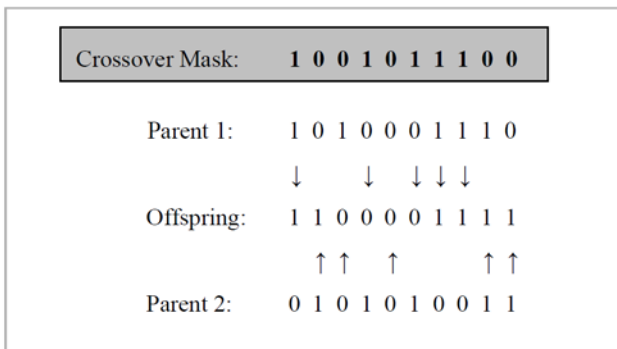 Crossover Mask: 1 0 0 1 0 1 1 1 0 0
Parent 1: 1 0 1 0 0 0 1 1 1 0
↓ ↓ ↓ ↓ ↓
Offspring: 1 1 0 0 0 0 1 1 1 1
↑ ↑ ↑ ↑ ↑
Parent 2: 0 1 0 1 0 1 0 0 1 1